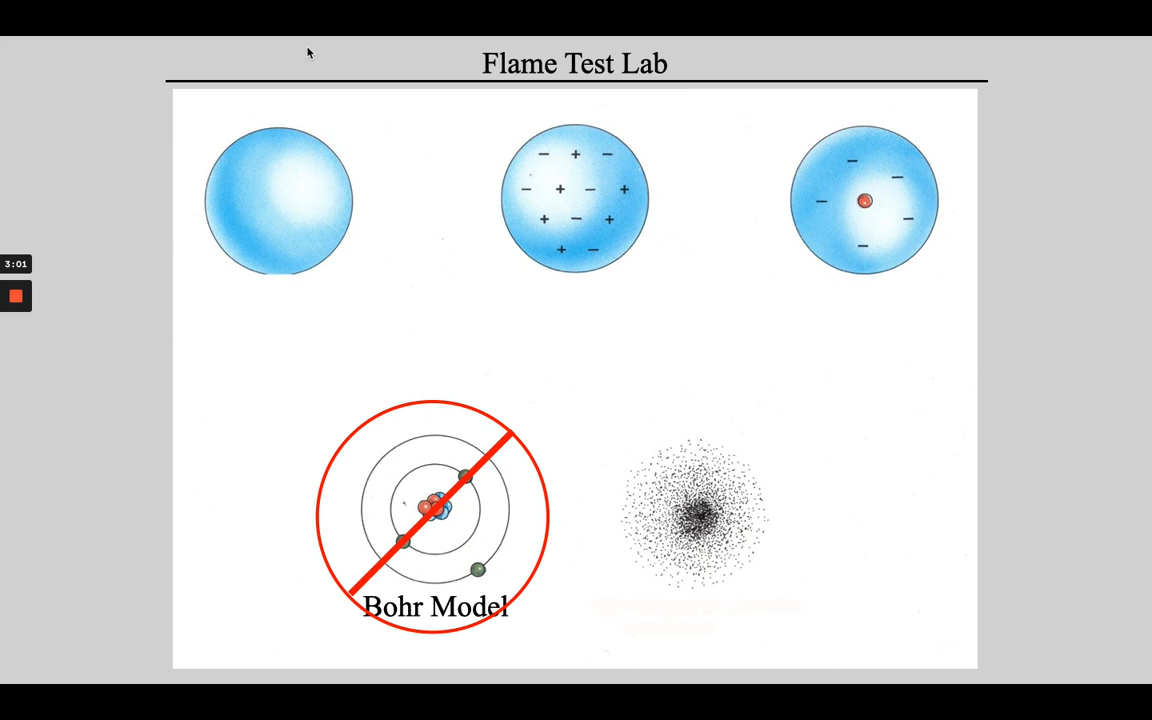 Flame Test Lab
− + −
− + − +
+ − +
+ −
−
−
−
−
−
3:01
Bohr Model